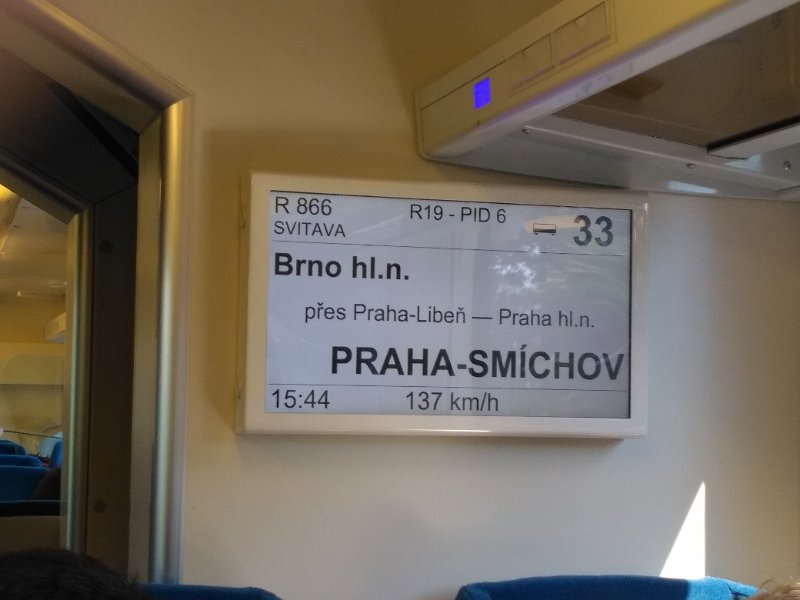 R 866 R19 - PID 6 33
SVITAVA
Brno hl.n.
přes Praha-Libeň — Praha hl.n.
PRAHA-SMÍCHOV
15:44 137 km/h